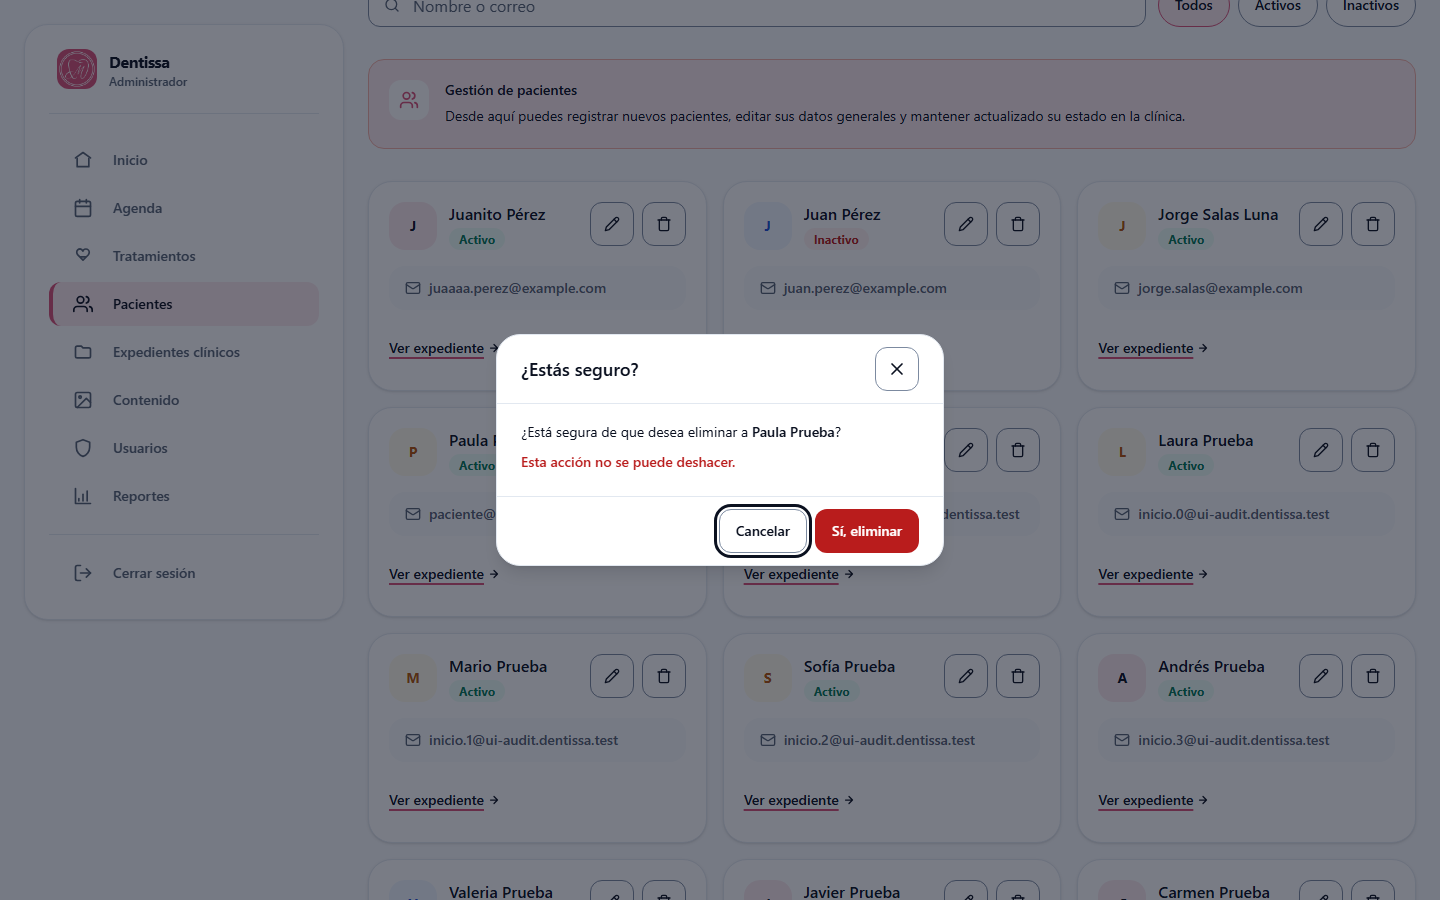 Nombre o correo
Todos
Activos
Inactivos
Dentissa
Administrador
Inicio
Agenda
Tratamientos
Pacientes
Expedientes clínicos
Contenido
Usuarios
Reportes
Cerrar sesión
Gestión de pacientes
Desde aquí puedes registrar nuevos pacientes, editar sus datos generales y mantener actualizado su estado en la clínica.
J
Juanito Pérez
Activo
juaaaa.perez@example.com
Ver expediente
J
Juan Pérez
Inactivo
juan.perez@example.com
J
Jorge Salas Luna
Activo
jorge.salas@example.com
Ver expediente
¿Estás seguro?
¿Está segura de que desea eliminar a Paula Prueba?
Esta acción no se puede deshacer.
Cancelar
Sí, eliminar
P
Paula
Activo
paciente@
Ver expediente
dentissa.test
Ver expediente
L
Laura Prueba
Activo
inicio.0@ui-audit.dentissa.test
Ver expediente
M
Mario Prueba
Activo
inicio.1@ui-audit.dentissa.test
Ver expediente
S
Sofía Prueba
Activo
inicio.2@ui-audit.dentissa.test
Ver expediente
A
Andrés Prueba
Activo
inicio.3@ui-audit.dentissa.test
Ver expediente
Valeria Prueba
Javier Prueba
Carmen Prueba